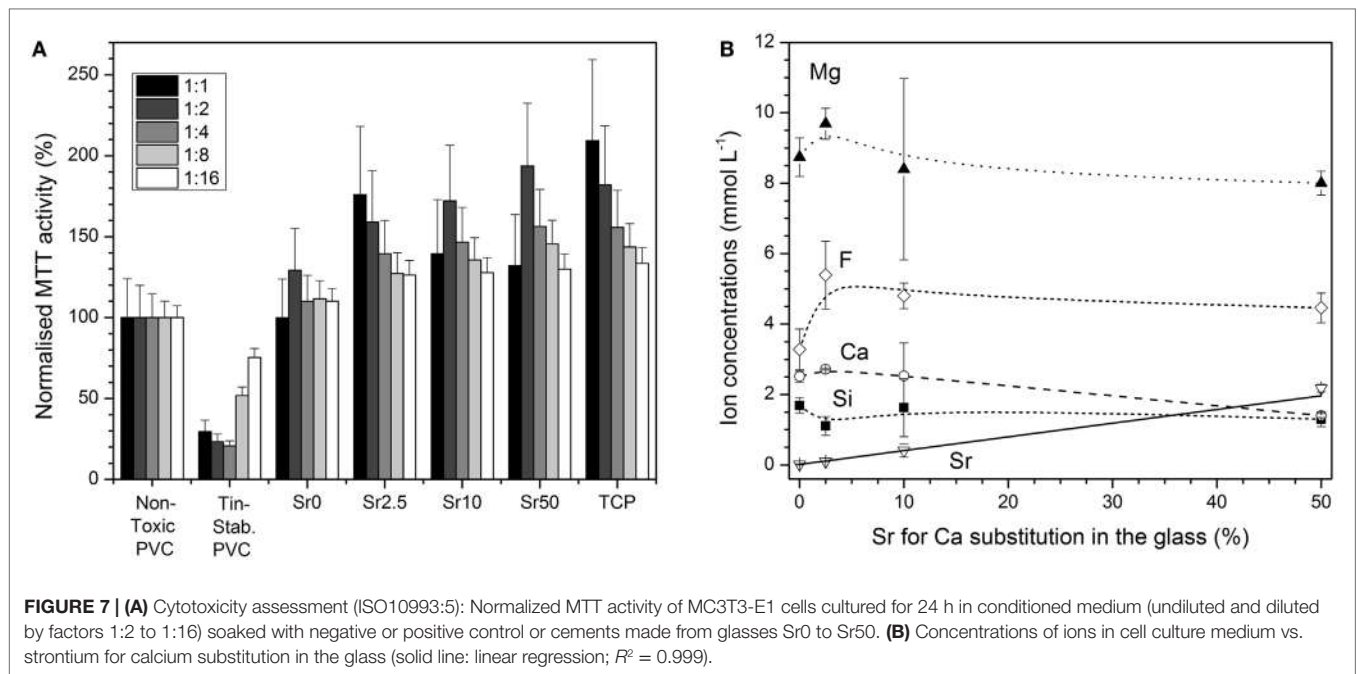 A
Normalised MTT activity (%)
250
200
150
100
50
0
1:1
1:2
1:4
1:8
1:16
Non-
Toxic
PVC
Tin-
Stab.
PVC
Sr0
Sr2.5
Sr10
Sr50
TCP
B
Ion concentrations (mmol L⁻¹)
12
10
8
6
4
2
0
Mg
F
Ca
Si
Sr
0
10
20
30
40
50
Sr for Ca substitution in the glass (%)
FIGURE 7 | (A) Cytotoxicity assessment (ISO10993:5): Normalized MTT activity of MC3T3-E1 cells cultured for 24 h in conditioned medium (undiluted and diluted
by factors 1:2 to 1:16) soaked with negative or positive control or cements made from glasses Sr0 to Sr50. (B) Concentrations of ions in cell culture medium vs.
strontium for calcium substitution in the glass (solid line: linear regression; R² = 0.999).